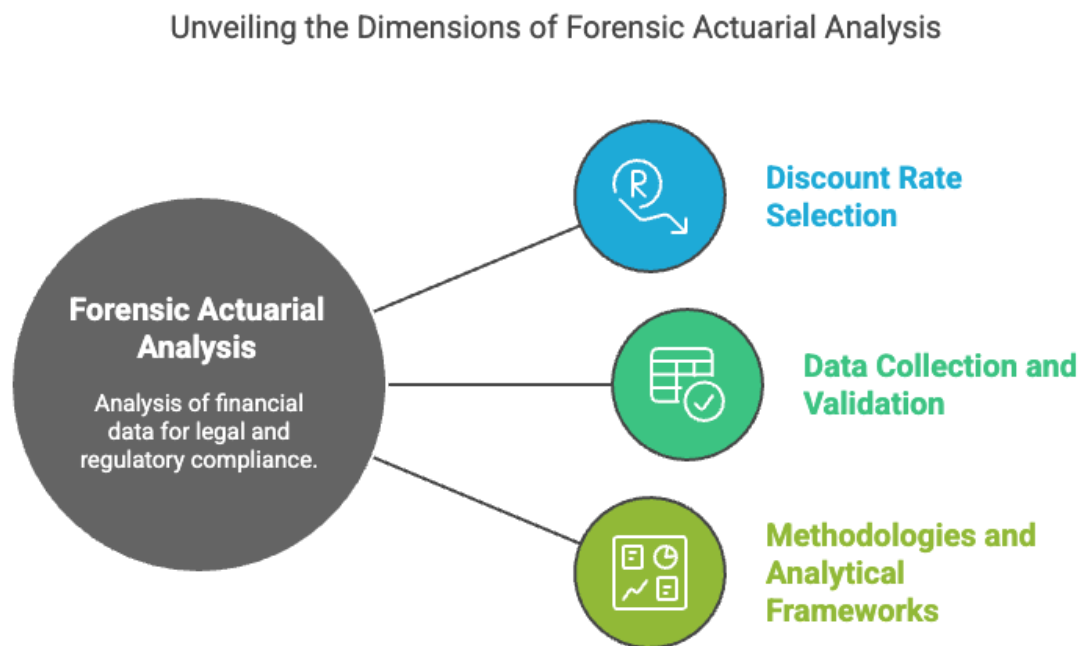 Unveiling the Dimensions of Forensic Actuarial Analysis
Forensic Actuarial
Analysis
Analysis of financial
data for legal and
regulatory compliance.
R
Discount Rate
Selection
Data Collection and
Validation
Methodologies and
Analytical
Frameworks